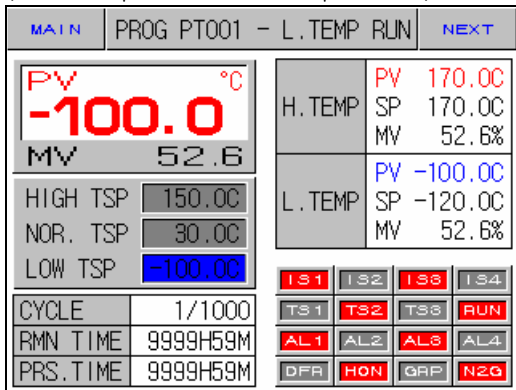 MAIN PROG PT001 - L.TEMP RUN NEXT
PV °C
-100.0
MV 52.6
HIGH TSP 150.0C
NOR. TSP 30.0C
LOW TSP -100.0C
CYCLE 1/1000
RMN TIME 9999H59M
PRS.TIME 9999H59M
H.TEMP
PV 170.0C
SP 170.0C
MV 52.6%
L.TEMP
PV -100.0C
SP -120.0C
MV 52.6%
IS1 IS2 IS3 IS4
TS1 TS2 TS3 RUN
AL1 AL2 AL3 AL4
DFR HON GRP N2G